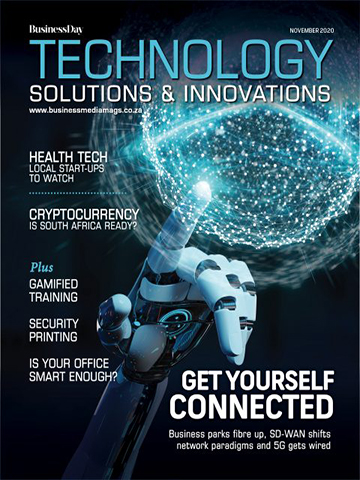 BusinessDay
NOVEMBER 2020
TECHNOLOGY
SOLUTIONS & INNOVATIONS
www.businessmediamags.co.za
HEALTH TECH
LOCAL START-UPS
TO WATCH
CRYPTOCURRENCY
IS SOUTH AFRICA READY?
Plus
GAMIFIED
TRAINING
SECURITY
PRINTING
IS YOUR OFFICE
SMART ENOUGH?
GET YOURSELF
CONNECTED
Business parks fibre up, SD-WAN shifts
network paradigms and 5G gets wired